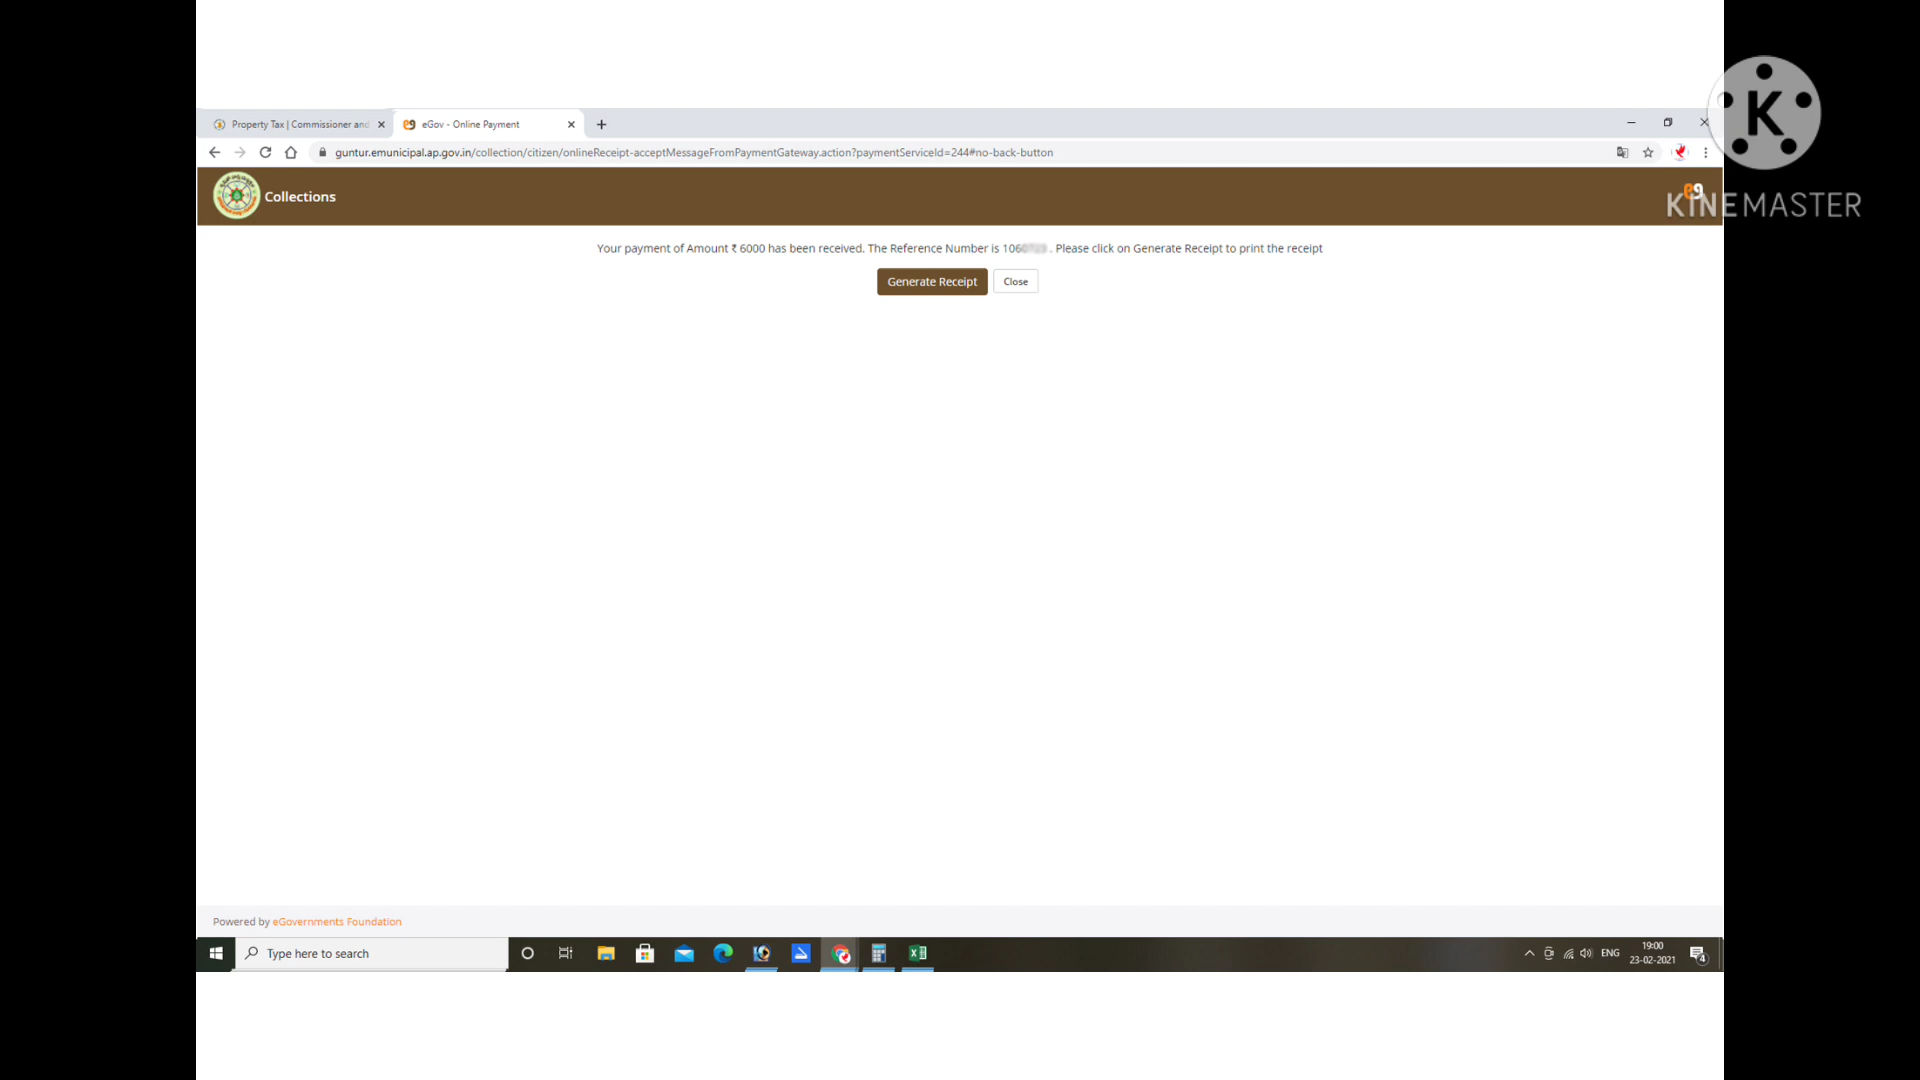 Property Tax | Commissioner and
eGov - Online Payment
guntur.emunicipal.ap.gov.in/collection/citizen/onlineReceipt-acceptMessageFromPaymentGateway.action?paymentServiceId=244#no-back-button
K
KINEMASTER
Collections
Your payment of Amount ₹ 6000 has been received. The Reference Number is 106 . Please click on Generate Receipt to print the receipt
Generate Receipt
Close
Powered by eGovernments Foundation
Type here to search
ENG
19:00
23-02-2021
4